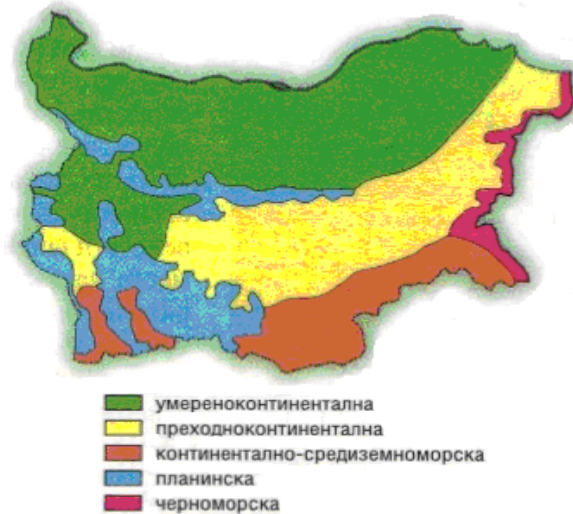 умереноконтинентална
преходноконтинентална
континентално-средиземноморска
планинска
черноморска